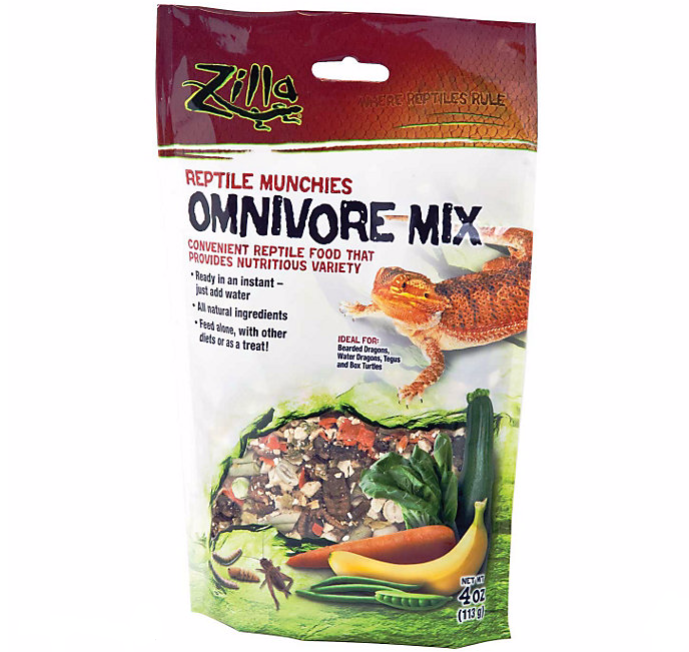 Zilla
WHERE REPTILES RULE
REPTILE MUNCHIES
OMNIVORE MIX
CONVENIENT REPTILE FOOD THAT
PROVIDES NUTRITIOUS VARIETY
• Ready in an instant –
just add water
• All natural ingredients
• Feed alone, with other
diets or as a treat!
IDEAL FOR:
Bearded Dragons,
Water Dragons, Tegus
and Box Turtles
NET WT
4 OZ
(113 g)